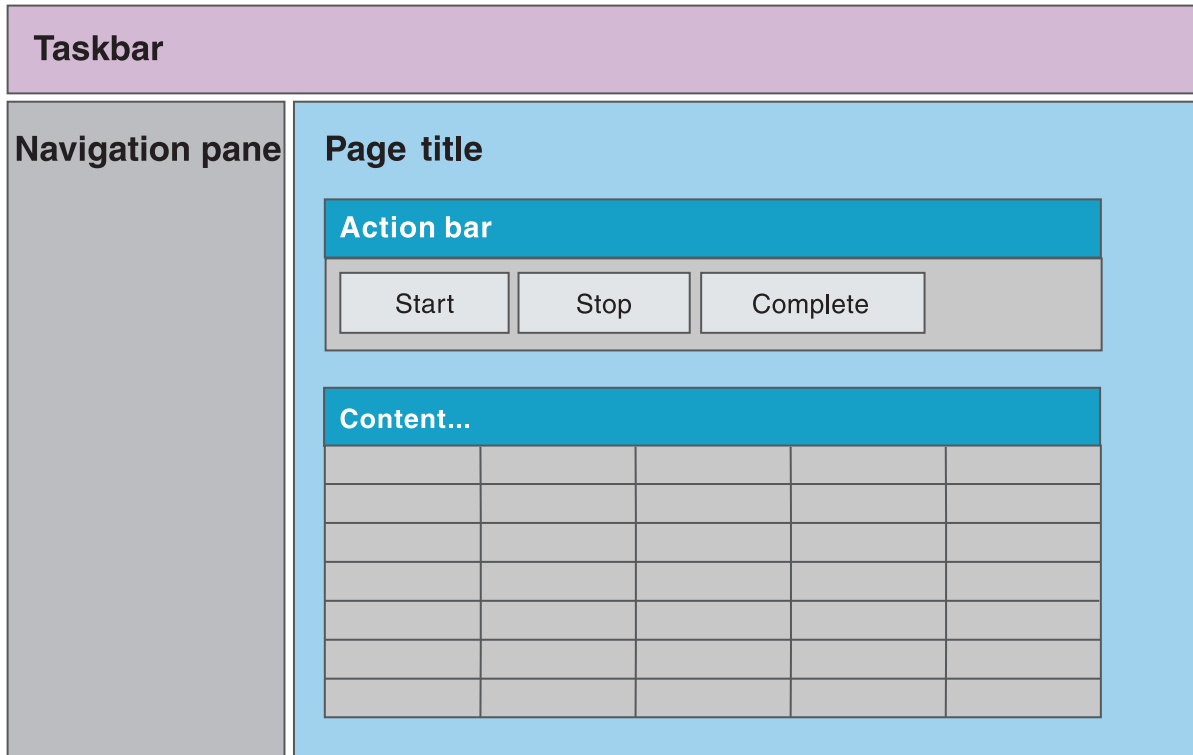 Taskbar
Navigation pane
Page title
Action bar
Start
Stop
Complete
Content...